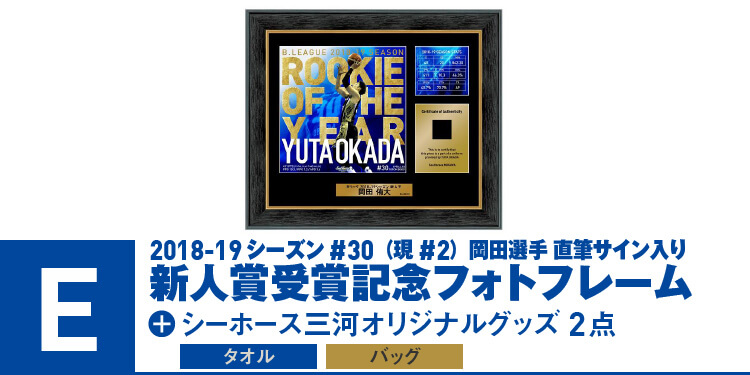 B.LEAGUE 2018-19 SEASON
ROOKIE
OF THE
YEAR
YUTA OKADA
#30
Certificate of Authenticity
岡田 侑大
E
2018-19シーズン #30（現 #2）岡田選手 直筆サイン入り
新人賞受賞記念フォトフレーム
＋シーホース三河オリジナルグッズ 2点
タオル
バッグ